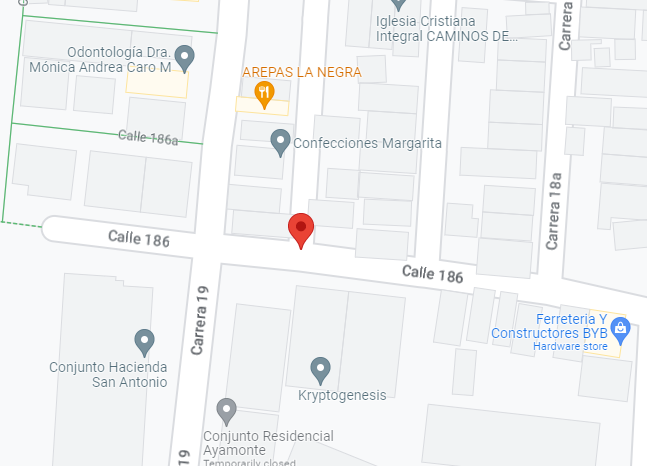 Iglesia Cristiana
Integral CAMINOS DE...
Carrera
Odontología Dra.
Mónica Andrea Caro M
AREPAS LA NEGRA
Calle 186a
Confecciones Margarita
Carrera 18a
Calle 186
Calle 186
Carrera 19
Ferreteria Y
Constructores BYB
Hardware store
Conjunto Hacienda
San Antonio
Kryptogenesis
Conjunto Residencial
Ayamonte
Temporarily closed
19